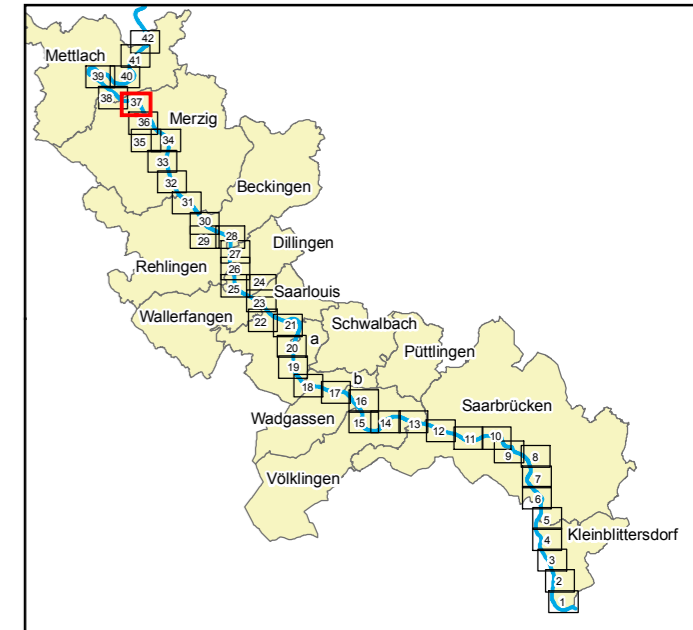 42
Mettlach
41
39
40
38
37
Merzig
36
35
34
33
32
Beckingen
31
30
29
28
Dillingen
27
Rehlingen
26
25
24
Saarlouis
23
Wallerfangen
22
21
Schwalbach
a
20
Püttlingen
19
b
18
17
16
Saarbrücken
Wadgassen
15
14
13
12
11
10
9
8
Völklingen
7
6
5
Kleinblittersdorf
4
3
2
1